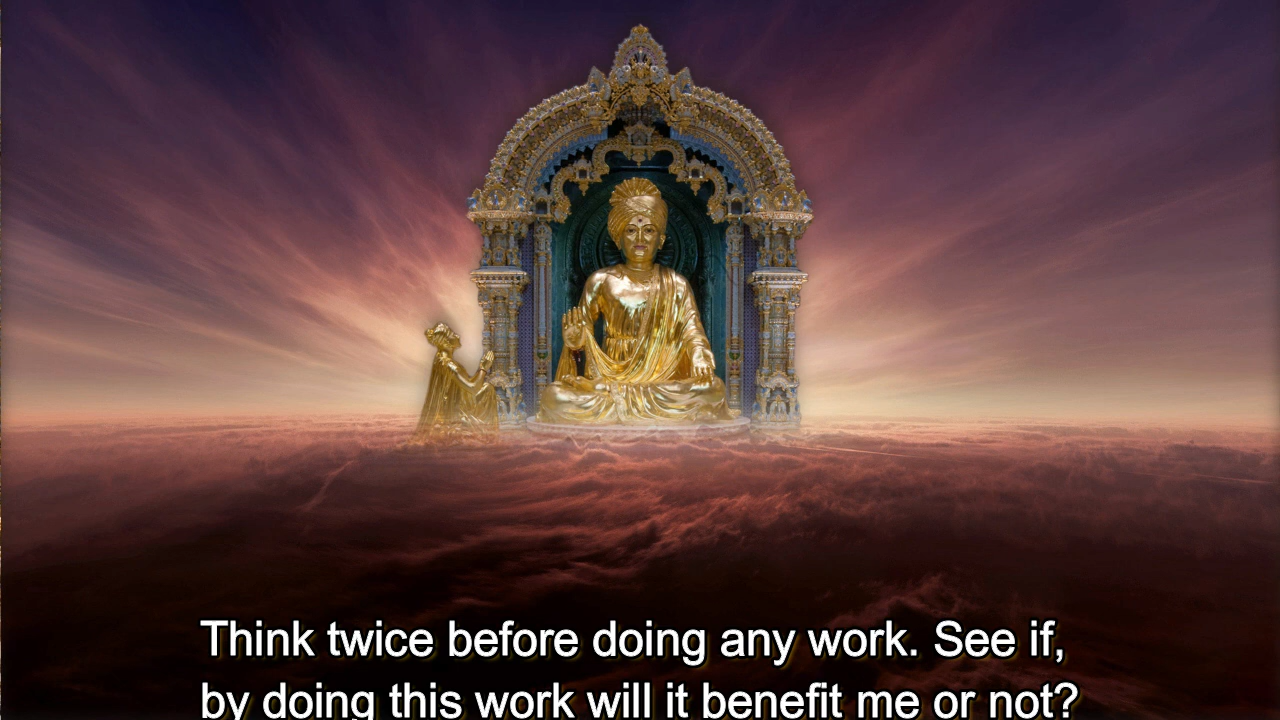 Think twice before doing any work. See if,
by doing this work will it benefit me or not?